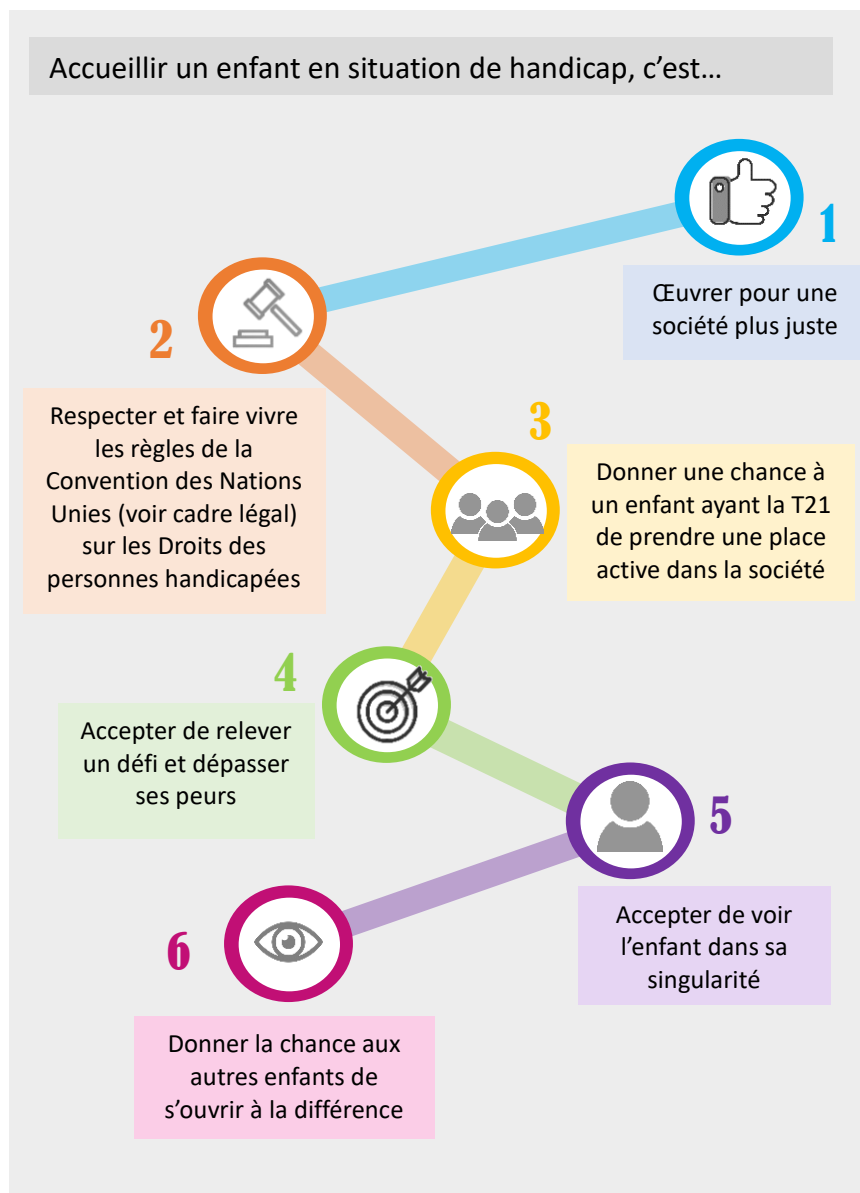 Accueillir un enfant en situation de handicap, c’est…
1
Œuvrer pour une
société plus juste
2
Respecter et faire vivre
les règles de la
Convention des Nations
Unies (voir cadre légal)
sur les Droits des
personnes handicapées
3
Donner une chance à
un enfant ayant la T21
de prendre une place
active dans la société
4
Accepter de relever
un défi et dépasser
ses peurs
5
Accepter de voir
l’enfant dans sa
singularité
6
Donner la chance aux
autres enfants de
s’ouvrir à la différence